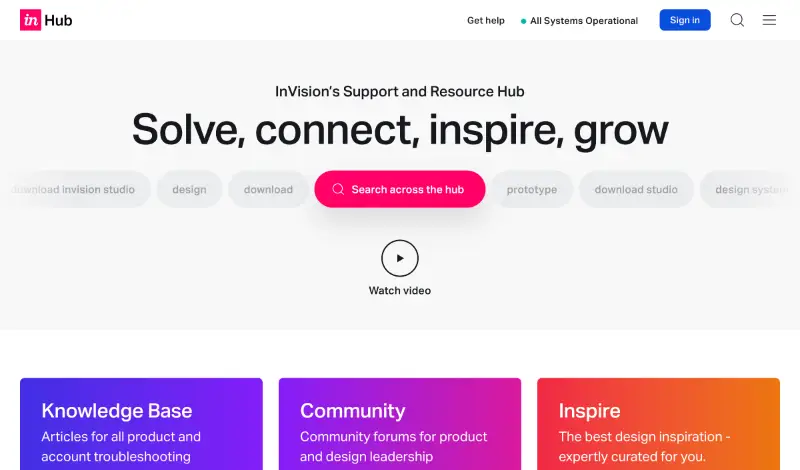 in Hub
Get help
All Systems Operational
Sign in
InVision’s Support and Resource Hub
Solve, connect, inspire, grow
download invision studio
design
download
Search across the hub
prototype
download studio
design system
Watch video
Knowledge Base
Articles for all product and
account troubleshooting
Community
Community forums for product
and design leadership
Inspire
The best design inspiration -
expertly curated for you.